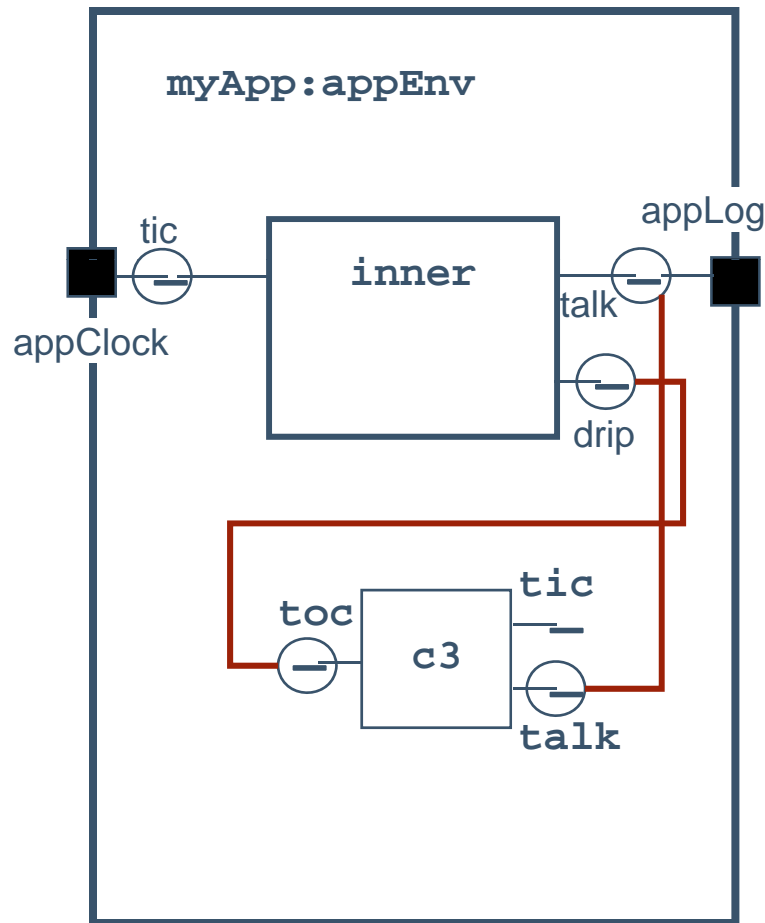 myApp:appEnv
appLog
tic
inner
talk
appClock
drip
tic
toc
c3
talk